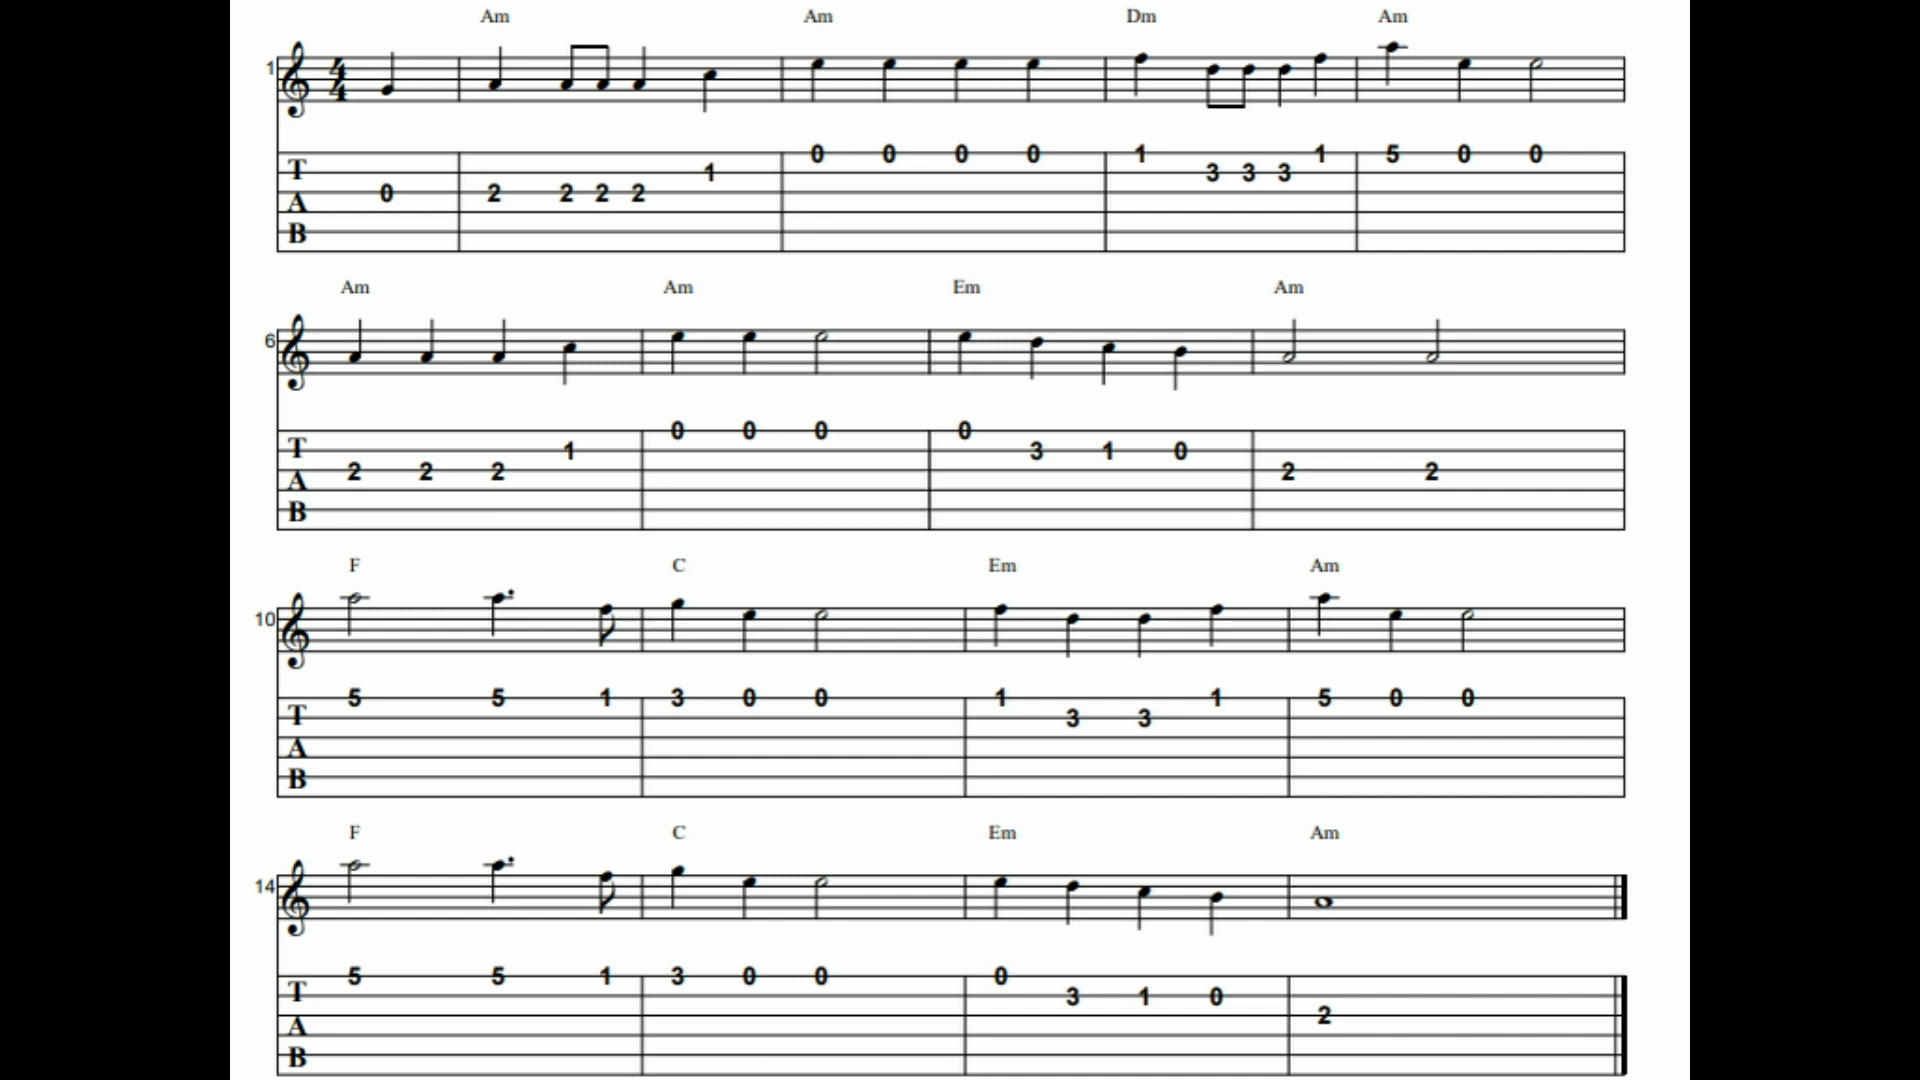 Am Am Dm Am
1 4 4
T A B
0 2 2 2 2 1 0 0 0 0 1 3 3 3 1 5 0 0
Am Am Em Am
6
T A B
2 2 2 1 0 0 0 0 3 1 0 2 2
F C Em Am
10
T A B
5 5 1 3 0 0 1 3 3 1 5 0 0
F C Em Am
14
T A B
5 5 1 3 0 0 0 3 1 0 2